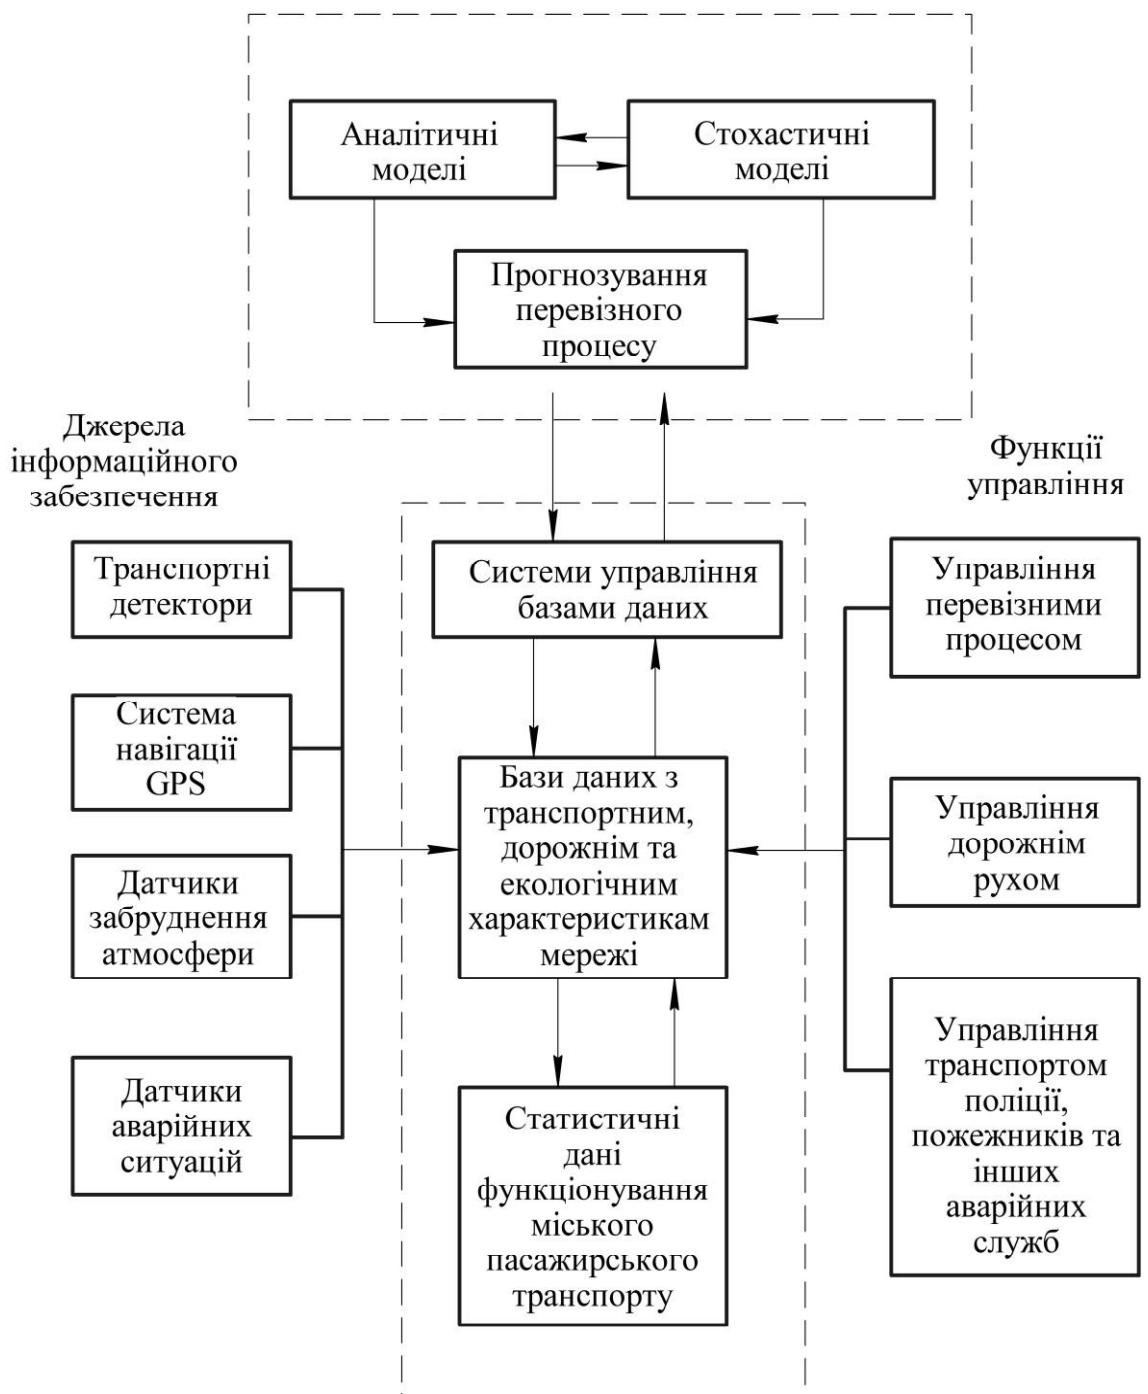 Аналітичні
моделі
Стохастичні
моделі
Прогнозування
перевізного
процесу
Джерела
інформаційного
забезпечення
Функції
управління
Транспортні
детектори
Система
навігації
GPS
Датчики
забруднення
атмосфери
Датчики
аварійних
ситуацій
Системи управління
базами даних
Бази даних з
транспортним,
дорожнім та
екологічним
характеристикам
мережі
Статистичні
дані
функціонування
міського
пасажирського
транспорту
Управління
перевізними
процесом
Управління
дорожнім
рухом
Управління
транспортом
поліції,
пожежників та
інших
аварійних
служб